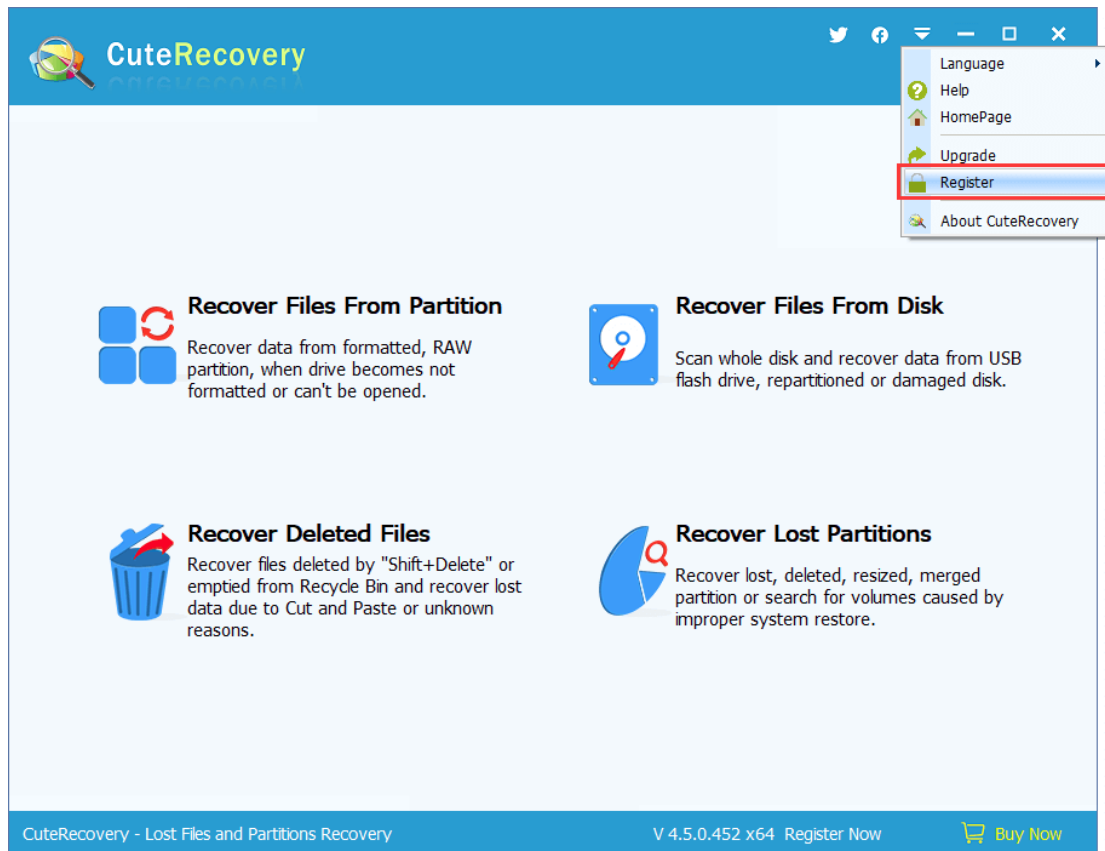 CuteRecovery
Language
Help
HomePage
Upgrade
Register
About CuteRecovery
Recover Files From Partition
Recover data from formatted, RAW
partition, when drive becomes not
formatted or can't be opened.
Recover Files From Disk
Scan whole disk and recover data from USB
flash drive, repartitioned or damaged disk.
Recover Deleted Files
Recover files deleted by "Shift+Delete" or
emptied from Recycle Bin and recover lost
data due to Cut and Paste or unknown
reasons.
Recover Lost Partitions
Recover lost, deleted, resized, merged
partition or search for volumes caused by
improper system restore.
CuteRecovery - Lost Files and Partitions Recovery
V 4.5.0.452 x64 Register Now
Buy Now